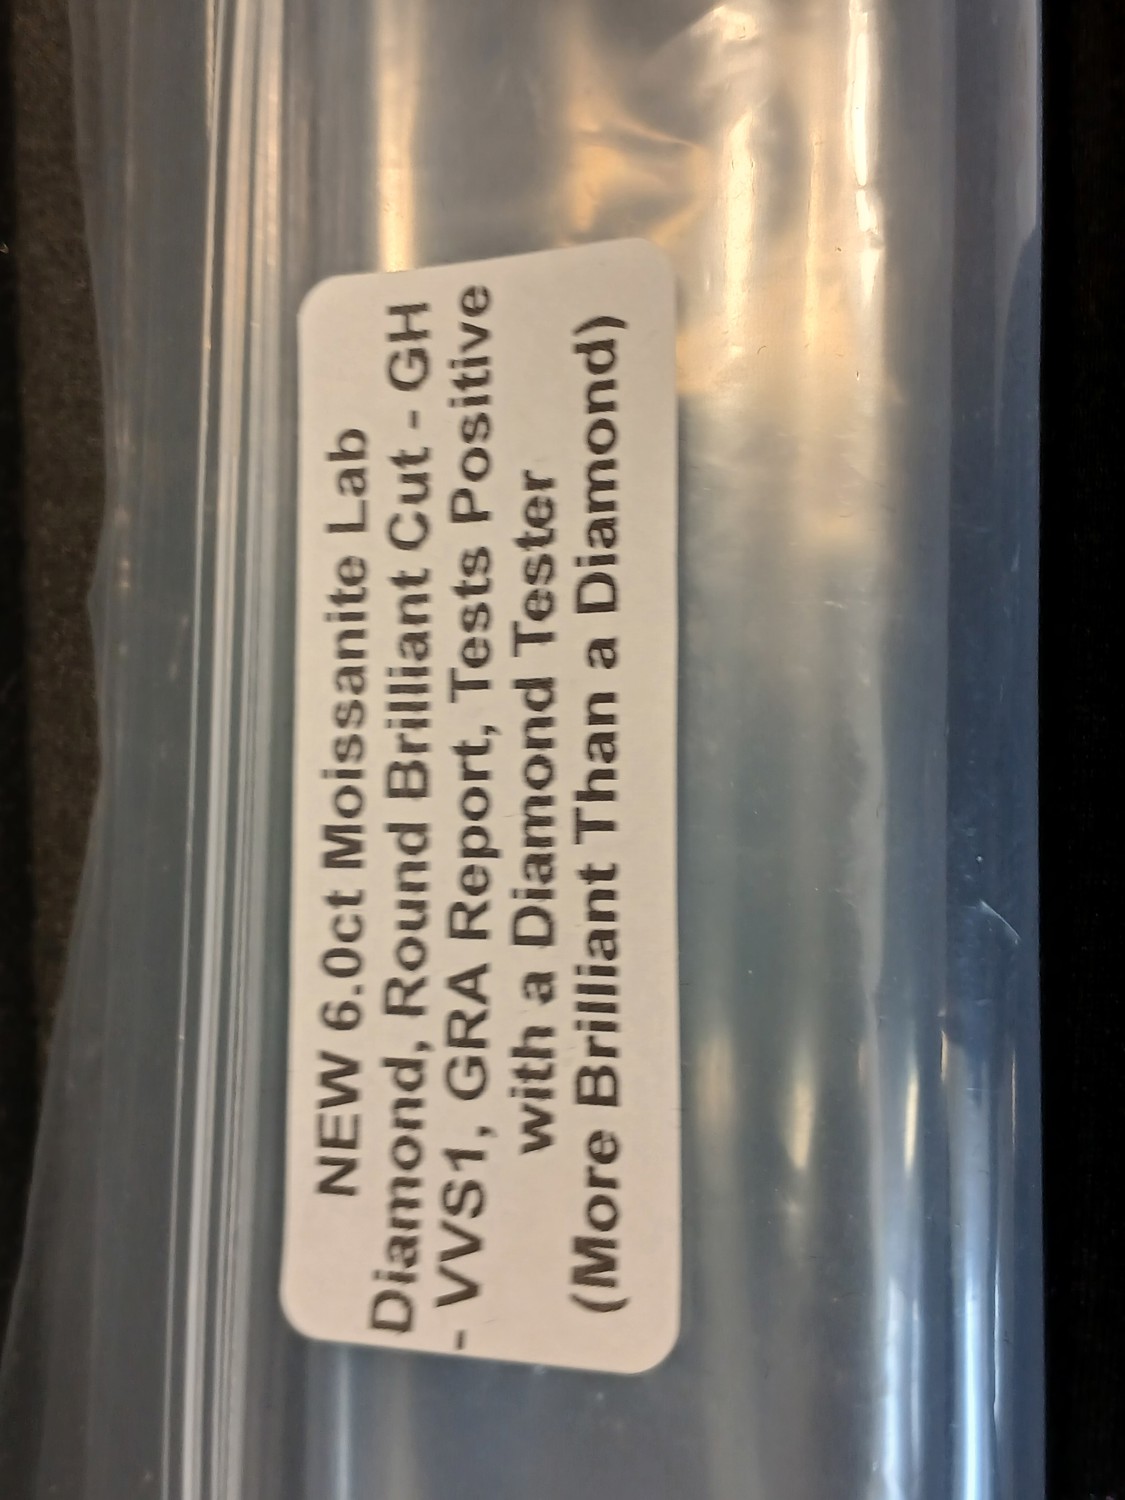 NEW 6.0ct Moissanite Lab
Diamond, Round Brilliant Cut - GH
- VVS1, GRA Report, Tests Positive
with a Diamond Tester
(More Brilliant Than a Diamond)